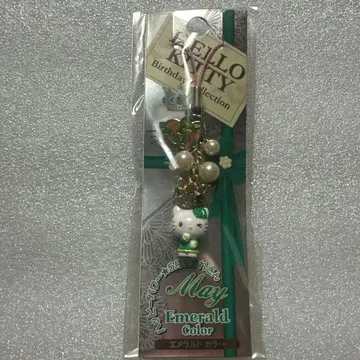 HELLO
KITTY
Birthday Collection
May
Emerald
Color
エメラルド カラー